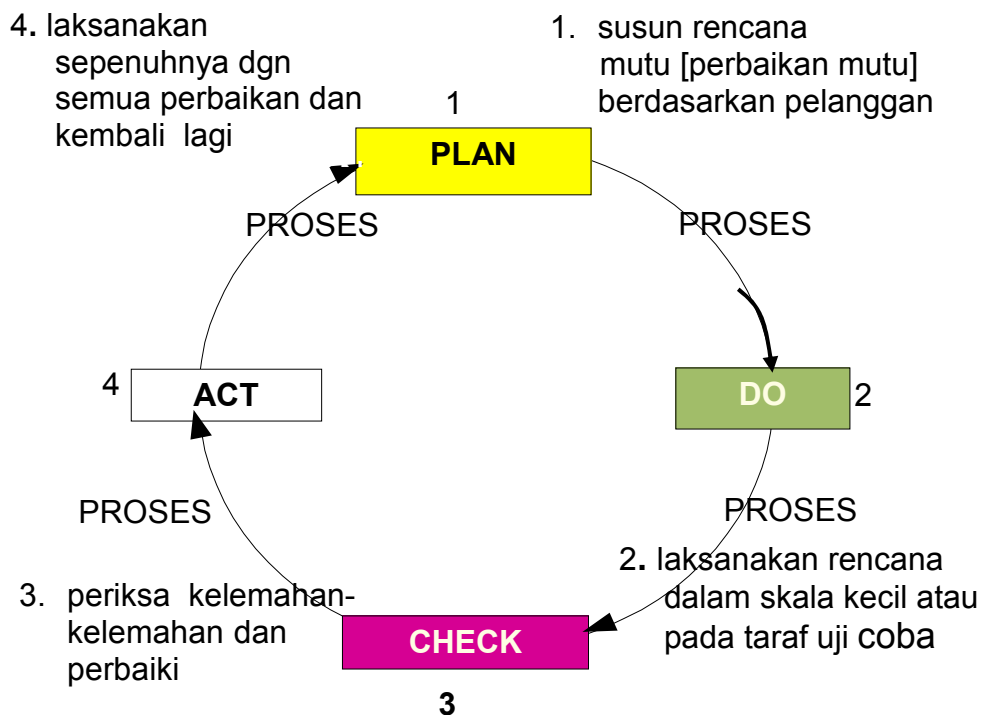 4. laksanakan
sepenuhnya dgn
semua perbaikan dan
kembali lagi
1. susun rencana
mutu [perbaikan mutu]
berdasarkan pelanggan
1
PLAN
PROSES
PROSES
4
ACT
DO
2
PROSES
PROSES
2. laksanakan rencana
dalam skala kecil atau
pada taraf uji coba
3. periksa kelemahan-
kelemahan dan
perbaiki
CHECK
3